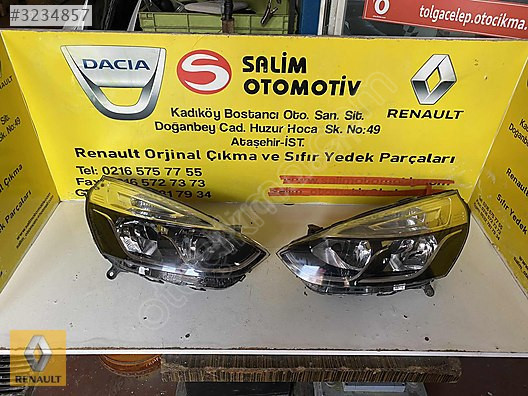 #3234857
tolgacelep.otocikma.c
DACIA
S
SALİM
OTOMOTİV
RENAULT
Kadıköy Bostancı Oto. San. Sit.
Doğanbey Cad. Huzur Hoca Sk. No:49
Ataşehir-İST.
Renault Orjinal Çıkma ve Sıfır Yedek Parçaları
Tel: 0216 575 77 55
Fax 0216 572 73 73
RENAULT